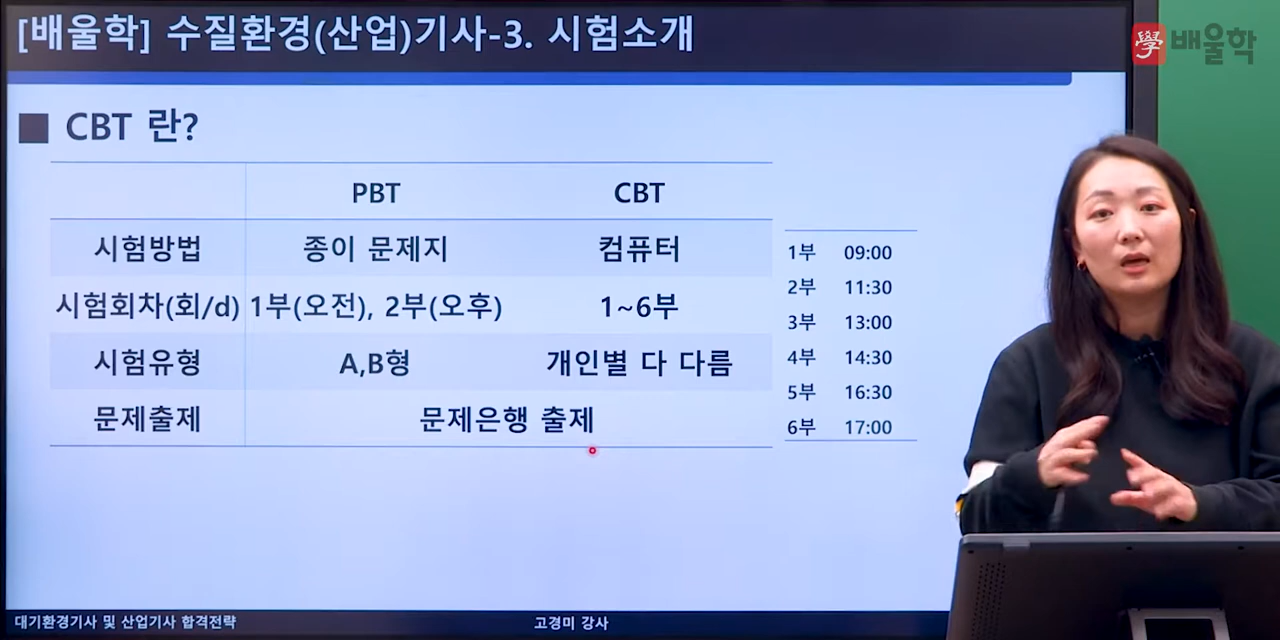 [배울학] 수질환경(산업)기사-3. 시험소개
學 배울학
■ CBT 란?
PBT CBT
시험방법 종이 문제지 컴퓨터
시험회차(회/d) 1부(오전), 2부(오후) 1~6부
시험유형 A,B형 개인별 다 다름
문제출제 문제은행 출제
1부 09:00
2부 11:30
3부 13:00
4부 14:30
5부 16:30
6부 17:00
대기환경기사 및 산업기사 합격전략 고경미 강사